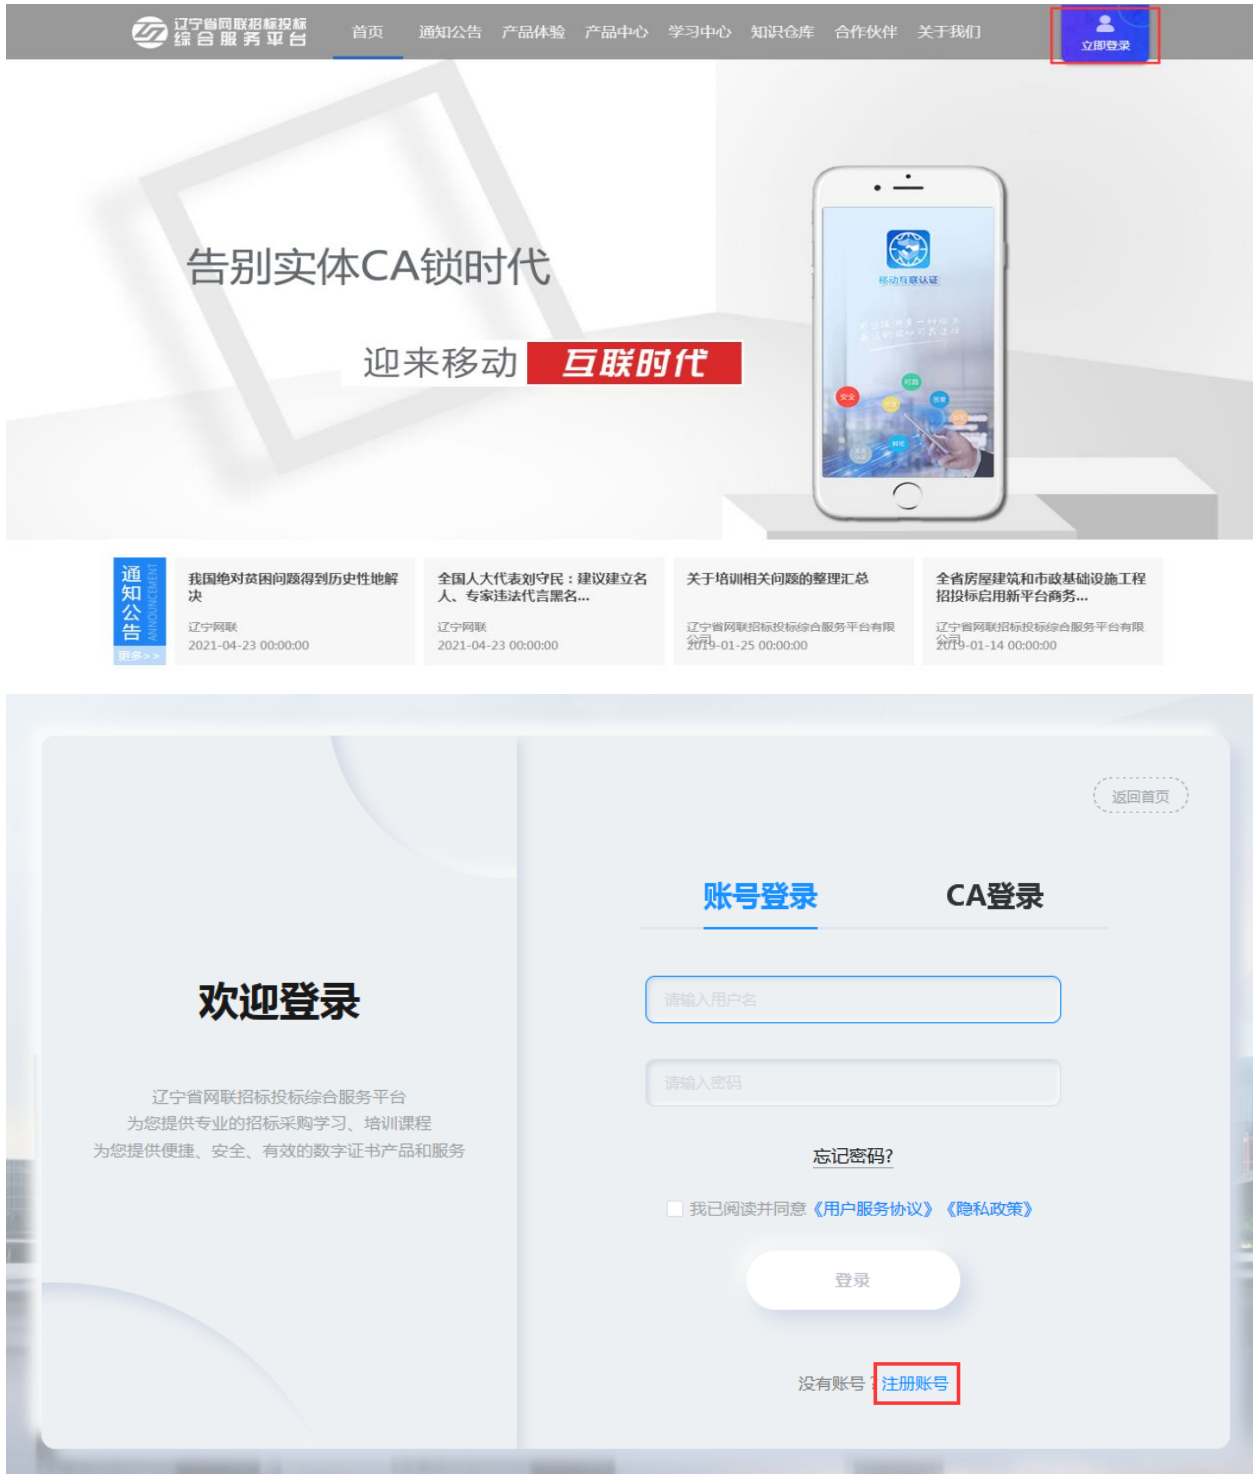 辽宁省网联招标投标
综合服务平台
首页 通知公告 产品体验 产品中心 学习中心 知识仓库 合作伙伴 关于我们
立即登录
告别实体CA锁时代
迎来移动 互联时代
移动互联认证
安全
通知公告
ANNOUNCEMENT
更多>>
我国绝对贫困问题得到历史性地解
决
辽宁网联
2021-04-23 00:00:00
全国人大代表刘守民：建议建立名
人、专家违法代言黑名...
辽宁网联
2021-04-23 00:00:00
关于培训相关问题的整理汇总
辽宁省网联招标投标综合服务平台有限
公司
2019-01-25 00:00:00
全省房屋建筑和市政基础设施工程
招投标启用新平台商务...
辽宁省网联招标投标综合服务平台有限
公司
2019-01-14 00:00:00
返回首页
欢迎登录
辽宁省网联招标投标综合服务平台
为您提供专业的招标采购学习、培训课程
为您提供便捷、安全、有效的数字证书产品和服务
账号登录 CA登录
请输入用户名
请输入密码
忘记密码?
我已阅读并同意《用户服务协议》《隐私政策》
登录
没有账号？注册账号